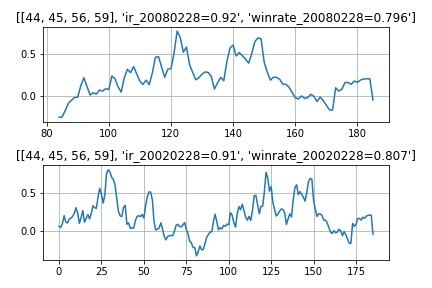 [[44, 45, 56, 59], 'ir_20080228=0.92', 'winrate_20080228=0.796']
0.5
0.0
80 100 120 140 160 180
[[44, 45, 56, 59], 'ir_20020228=0.91', 'winrate_20020228=0.807']
0.5
0.0
0 25 50 75 100 125 150 175